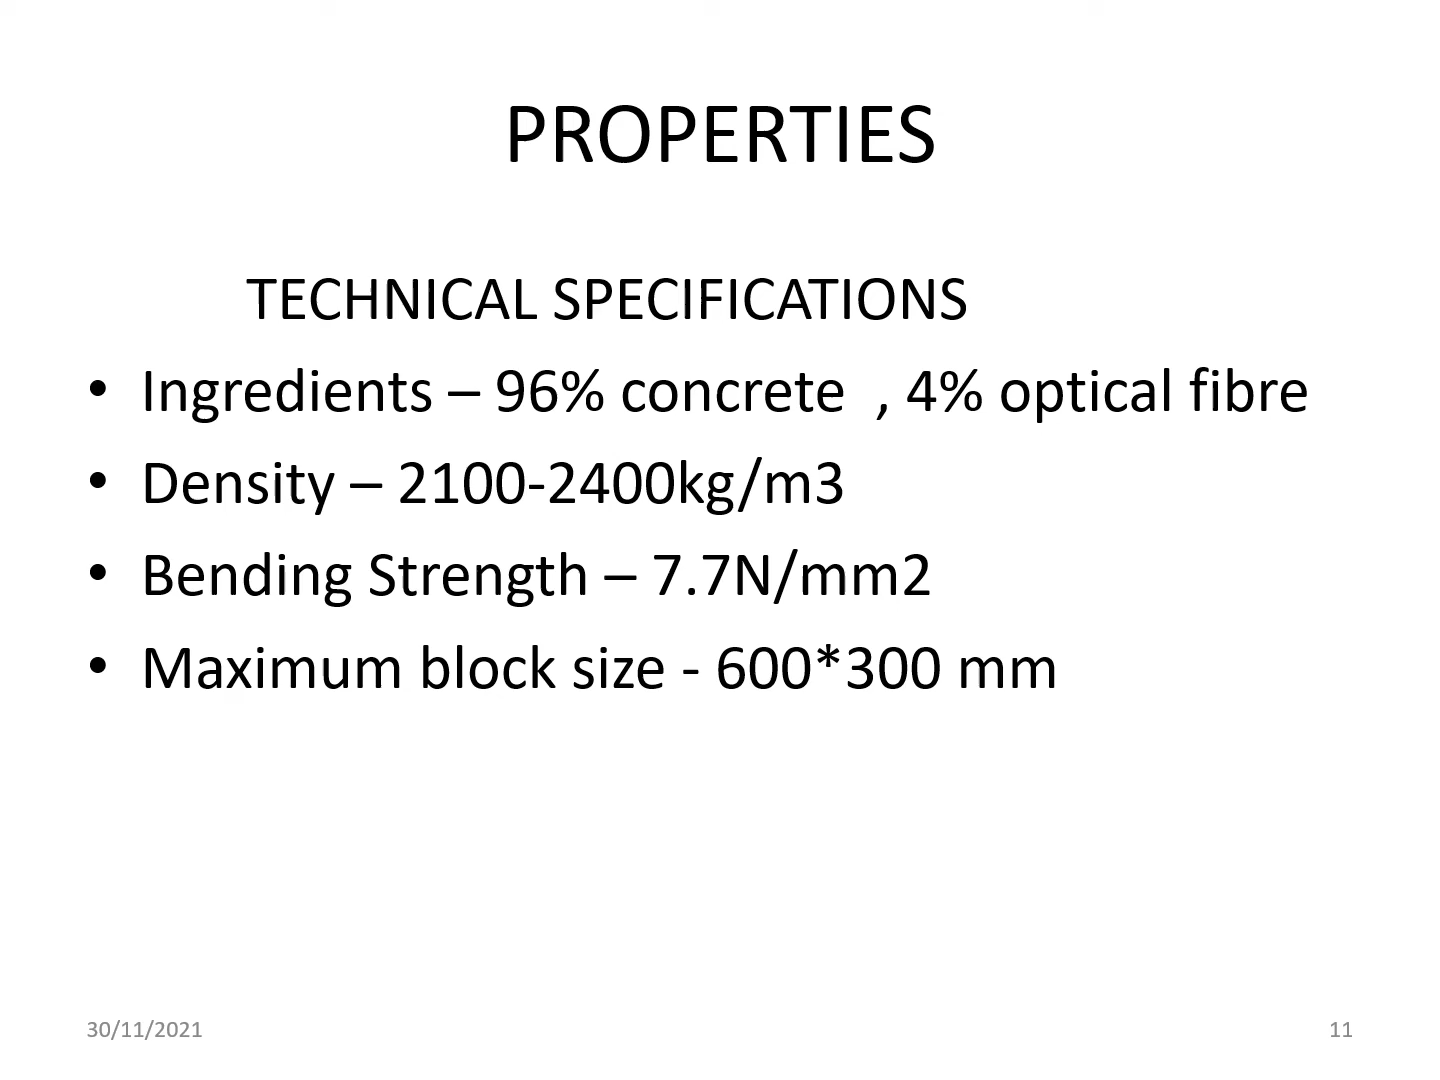 PROPERTIES
TECHNICAL SPECIFICATIONS
• Ingredients – 96% concrete , 4% optical fibre
• Density – 2100-2400kg/m3
• Bending Strength – 7.7N/mm2
• Maximum block size - 600*300 mm
30/11/2021
11